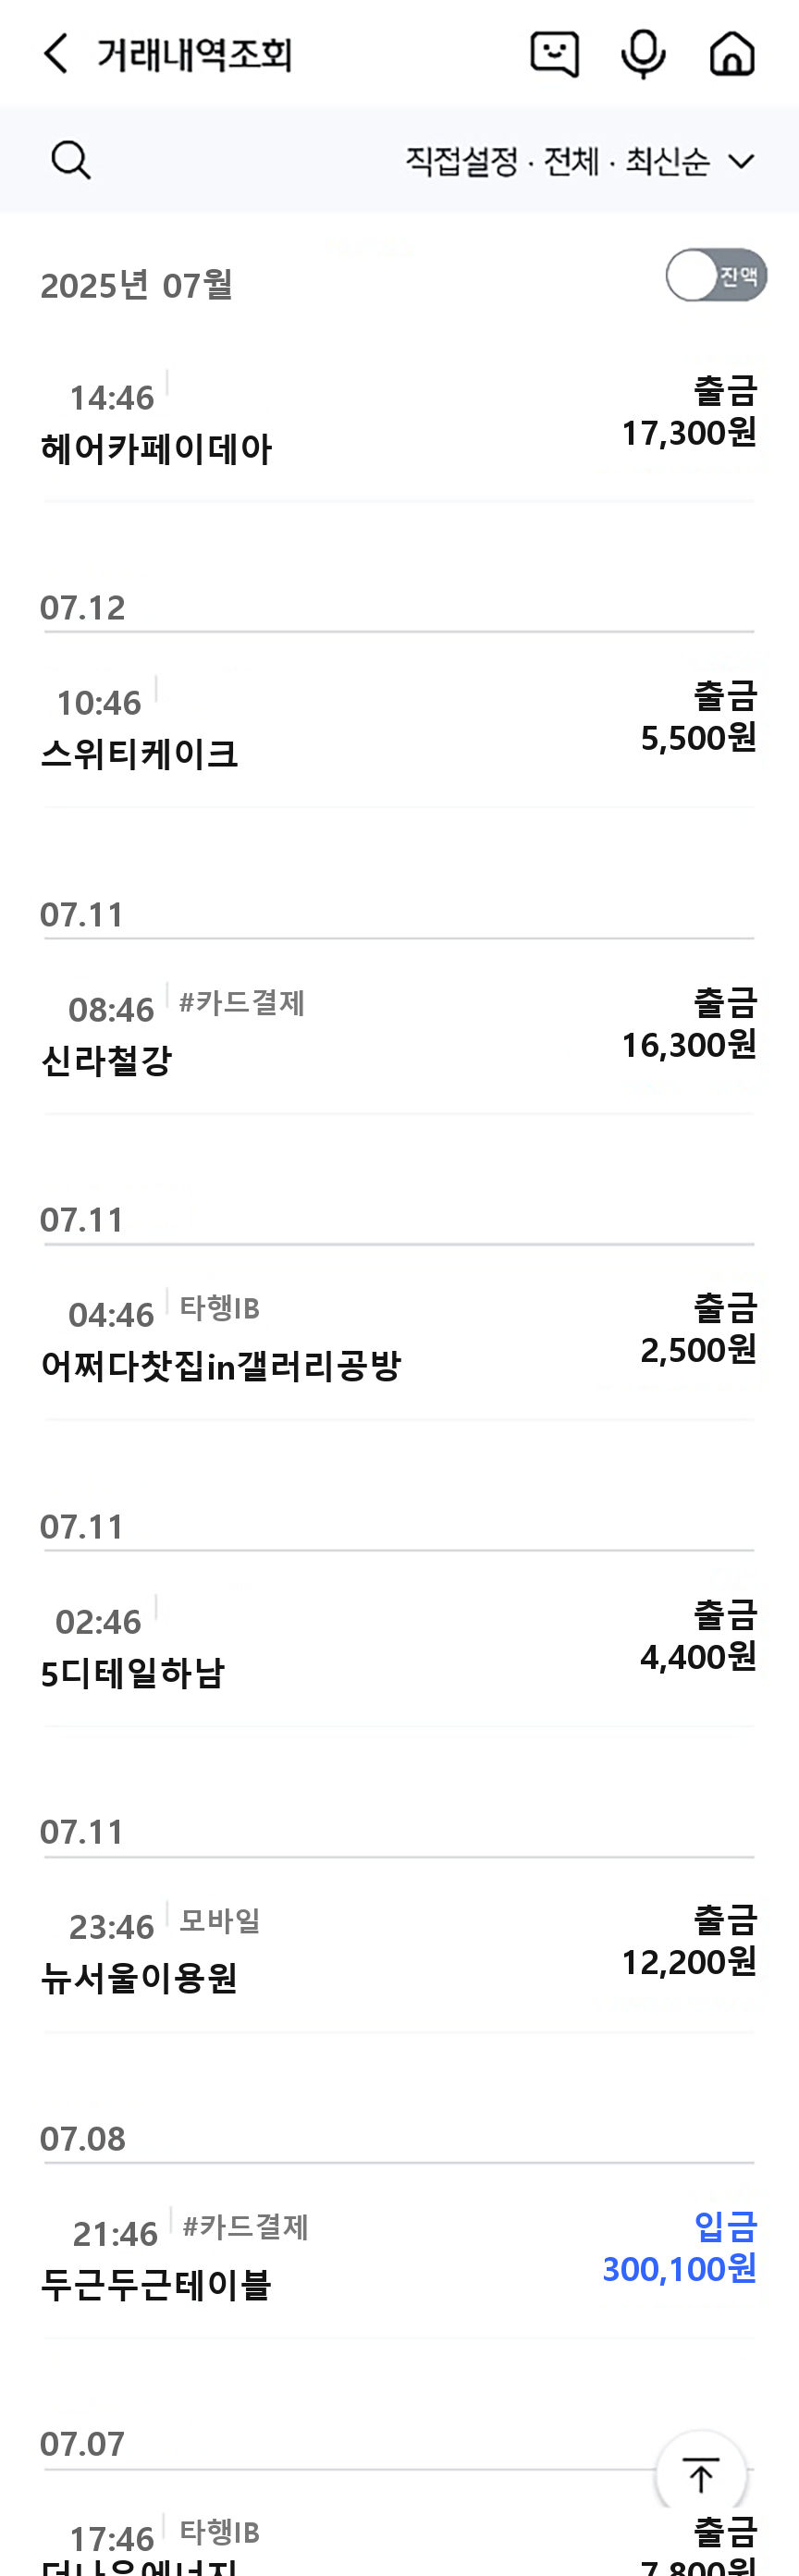 거래내역조회
직접설정 · 전체 · 최신순
2025년 07월
잔액
14:46
출금
헤어카페이데아
17,300원
07.12
10:46
출금
스위티케이크
5,500원
07.11
08:46 #카드결제
출금
신라철강
16,300원
07.11
04:46 타행IB
출금
어쩌다찻집in갤러리공방
2,500원
07.11
02:46
출금
5디테일하남
4,400원
07.11
23:46 모바일
출금
뉴서울이용원
12,200원
07.08
21:46 #카드결제
입금
두근두근테이블
300,100원
07.07
17:46 타행IB
출금
7,800원